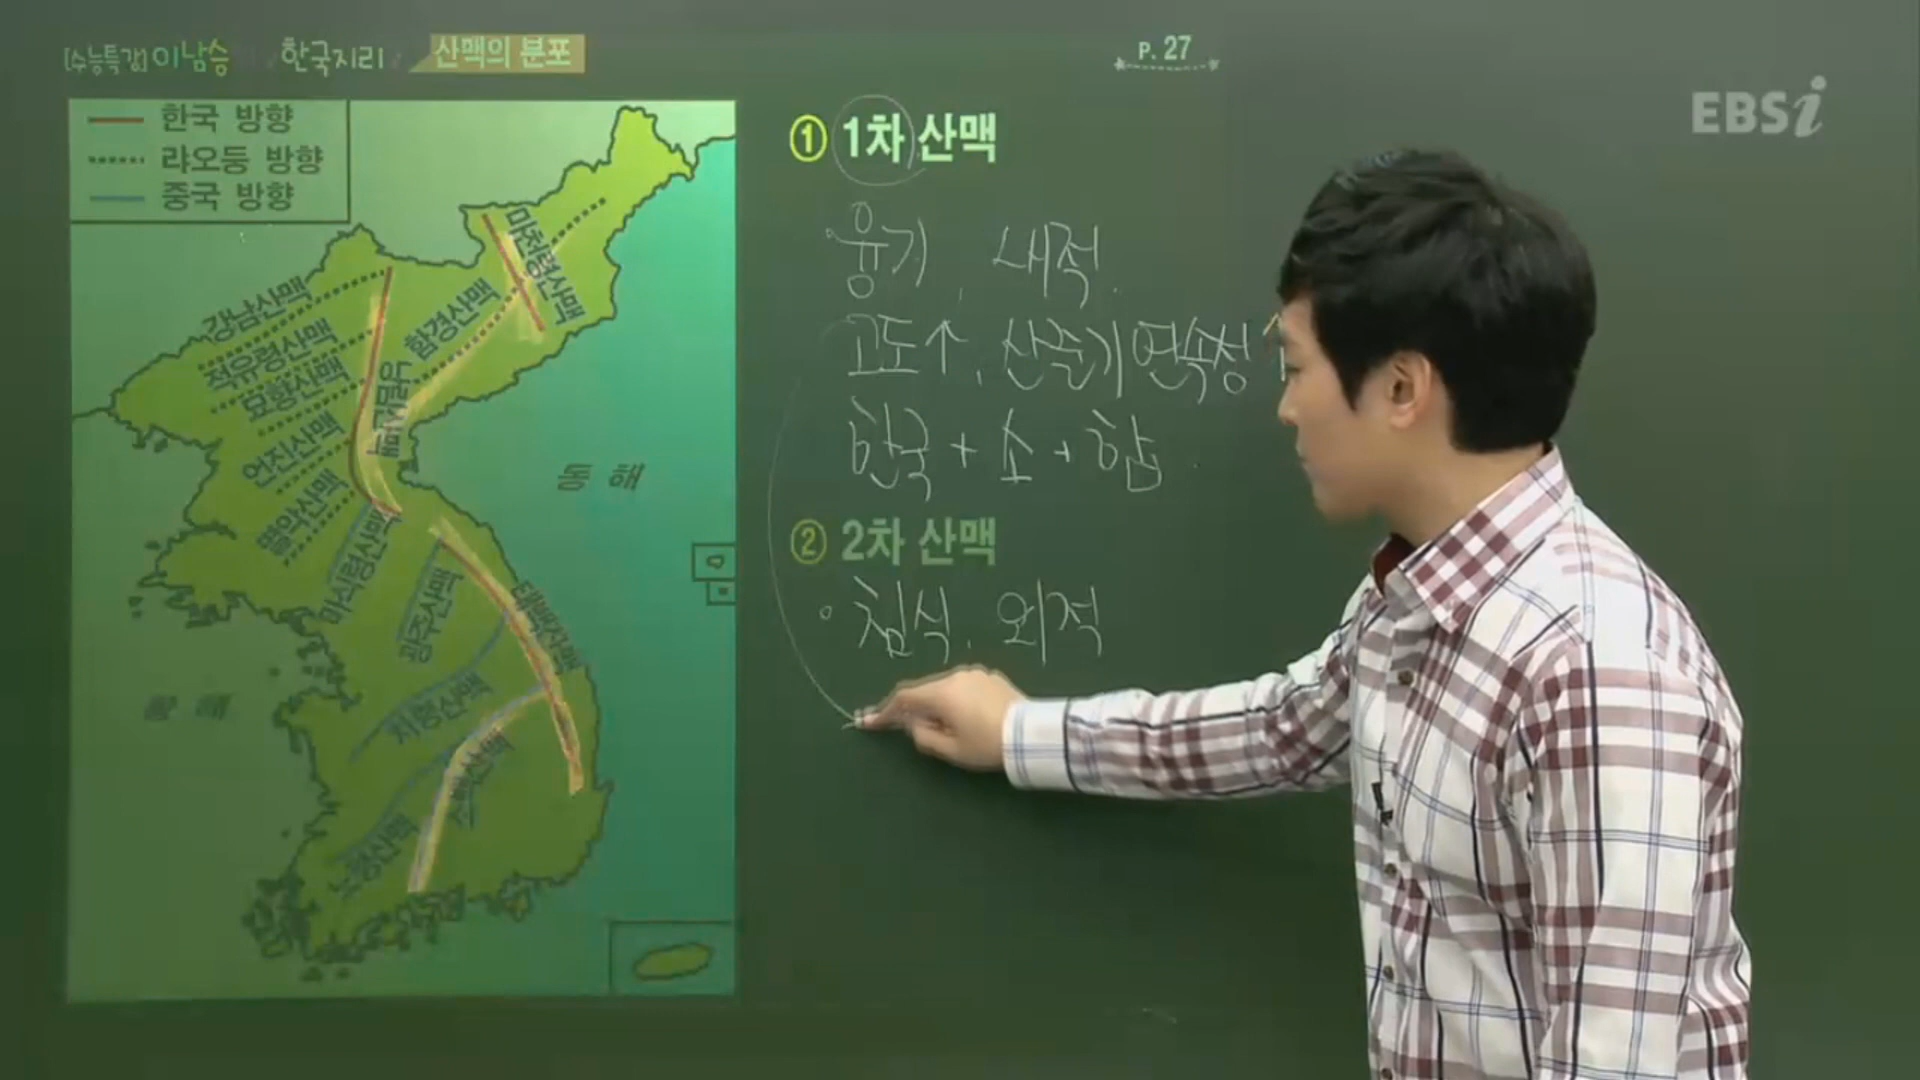 [수능특강] 이남승의 한국지리
산맥의 분포
P. 27
EBSi
한국 방향
랴오둥 방향
중국 방향
① 1차 산맥
융기, 내적.
고도↑, 산줄기 연속성↑
한국 + 소 + 함.
② 2차 산맥
침식. 외적
마천령산맥
강남산맥
함경산맥
적유령산맥
묘향산맥
낭림산맥
언진산맥
멸악산맥
마식령산맥
광주산맥
태백산맥
차령산맥
소백산맥
노령산맥
동해
황해